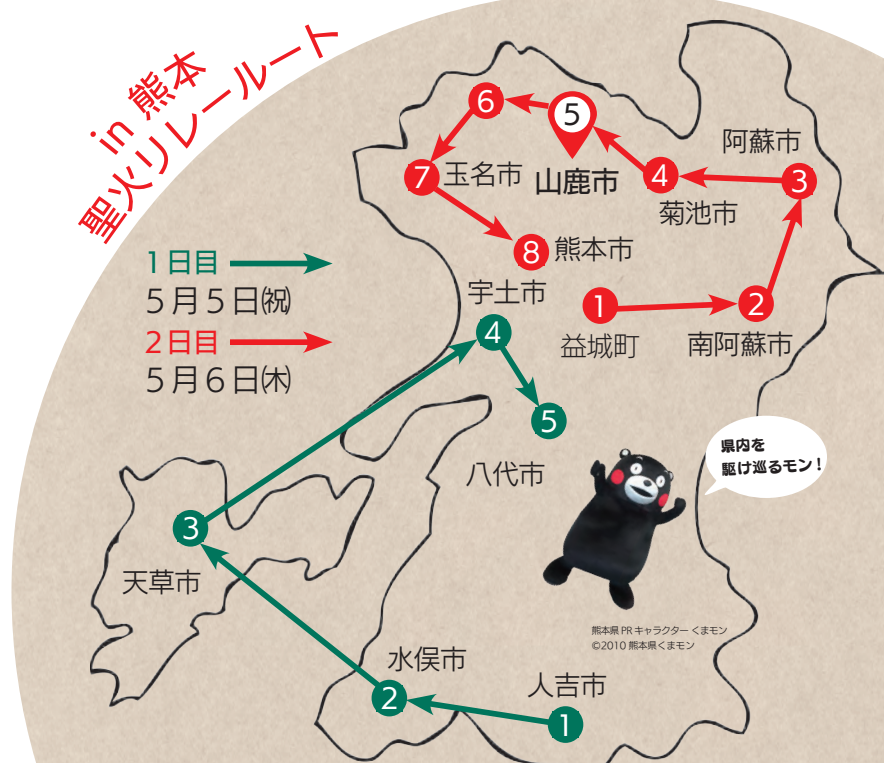 in 熊本
聖火リレールート
1日目
5月5日㈷
2日目
5月6日㈭
6
5
山鹿市
阿蘇市
3
4
菊池市
7
玉名市
8
熊本市
1
益城町
2
南阿蘇市
宇土市
4
5
八代市
3
天草市
水俣市
2
人吉市
1
県内を
駆け巡るモン！
熊本県 PR キャラクター くまモン
©2010 熊本県くまモン